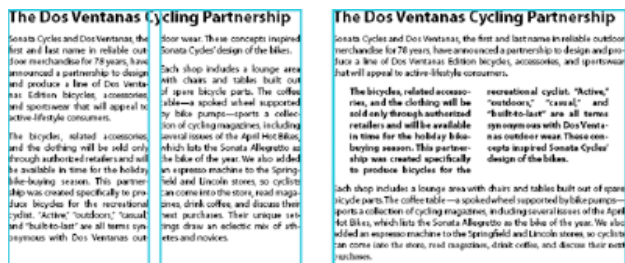 The Dos Ventanas Cycling Partnership
Sonata Cycles and Dos Ventanas, the
first and last name in reliable out-
door merchandise for 78 years, have
announced a partnership to design
and produce a line of Dos Venta-
nas Edition bicycles, accessories,
and sportswear that will appeal to
active-lifestyle consumers.
The bicycles, related accessories,
and the clothing will be sold only
through authorized retailers and will
be available in time for the holiday
bike-buying season. This partner-
ship was created specifically to pro-
duce bicycles for the recreational
cyclist. "Active," "outdoors," "casual,"
and "built-to-last" are all terms syn-
onymous with Dos Ventanas out-
door wear. These concepts inspired
Sonata Cycles' design of the bikes.
Each shop includes a lounge area
with chairs and tables built out
of spare bicycle parts. The coffee
table—a spoked wheel supported
by bike pumps—sports a collec-
tion of cycling magazines, including
several issues of the April Hot Bikes,
which lists the Sonata Allegretto as
the bike of the year. We also added
an espresso machine to the Spring-
field and Lincoln stores, so cyclists
can come into the store, read maga-
zines, drink coffee, and discuss their
next purchases. Their unique set-
tings draw an eclectic mix of ath-
letes and novices.
The Dos Ventanas Cycling Partnership
Sonata Cycles and Dos Ventanas, the first and last name in reliable outdoor
merchandise for 78 years, have announced a partnership to design and pro-
duce a line of Dos Ventanas Edition bicycles, accessories, and sportswear
that will appeal to active-lifestyle consumers.
The bicycles, related accesso-
ries, and the clothing will be
sold only through authorized
retailers and will be available
in time for the holiday bike-
buying season. This partner-
ship was created specifically
to produce bicycles for the
recreational cyclist. "Active,"
"outdoors," "casual," and
"built-to-last" are all terms
synonymous with Dos Venta-
nas outdoor wear. These con-
cepts inspired Sonata Cycles'
design of the bikes.
Each shop includes a lounge area with chairs and tables built out of spare
bicycle parts. The coffee table—a spoked wheel supported by bike pumps—
sports a collection of cycling magazines, including several issues of the April
Hot Bikes, which lists the Sonata Allegretto as the bike of the year. We also
added an espresso machine to the Springfield and Lincoln stores, so cyclists
can come into the store, read magazines, drink coffee, and discuss their next
purchases.